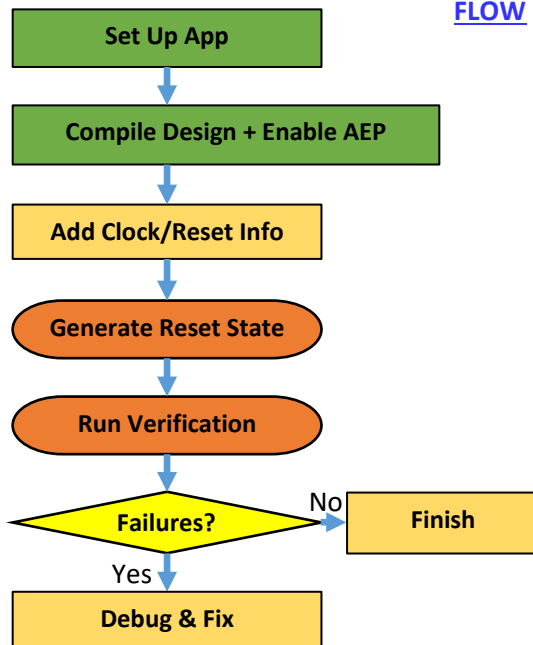 FLOW
Set Up App
Compile Design + Enable AEP
Add Clock/Reset Info
Generate Reset State
Run Verification
Failures?
No
Finish
Yes
Debug & Fix